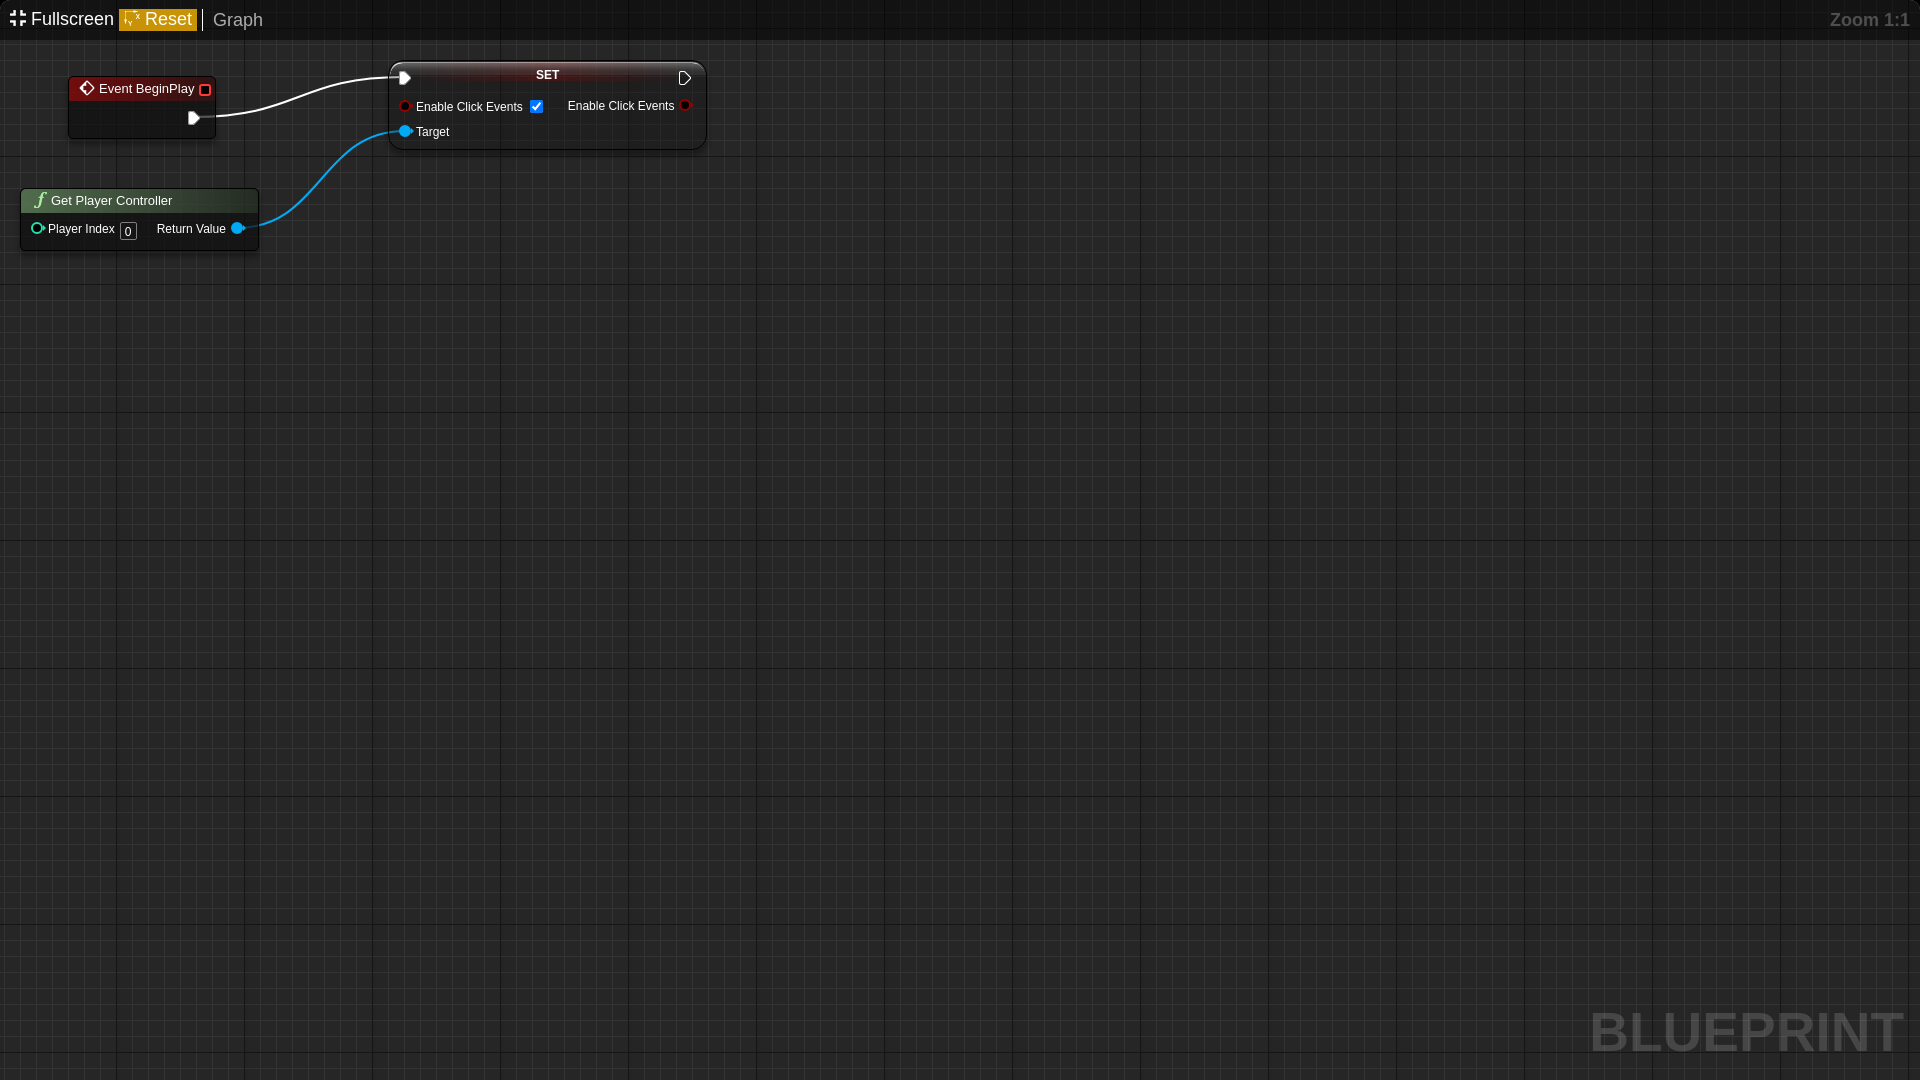 Fullscreen Reset Graph Zoom 1:1
Event BeginPlay
SET
Enable Click Events Enable Click Events
Target
Get Player Controller
Player Index 0 Return Value
BLUEPRINT